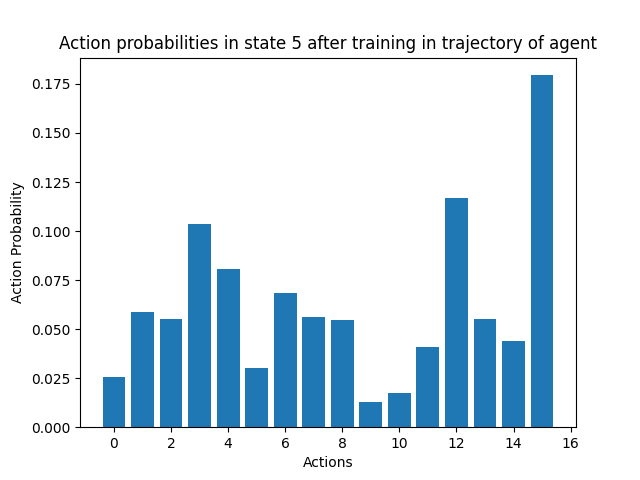 Action probabilities in state 5 after training in trajectory of agent
0.175
0.150
0.125
0.100
0.075
0.050
0.025
0.000
Action Probability
0 2 4 6 8 10 12 14 16
Actions